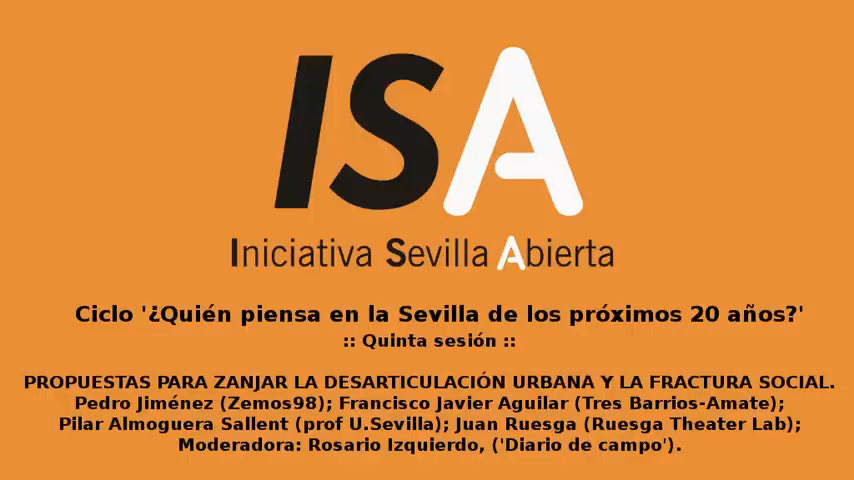 ISA
Iniciativa Sevilla Abierta
Ciclo '¿Quién piensa en la Sevilla de los próximos 20 años?'
:: Quinta sesión ::
PROPUESTAS PARA ZANJAR LA DESARTICULACIÓN URBANA Y LA FRACTURA SOCIAL.
Pedro Jiménez (Zemos98); Francisco Javier Aguilar (Tres Barrios-Amate);
Pilar Almoguera Sallent (prof U.Sevilla); Juan Ruesga (Ruesga Theater Lab);
Moderadora: Rosario Izquierdo, ('Diario de campo').